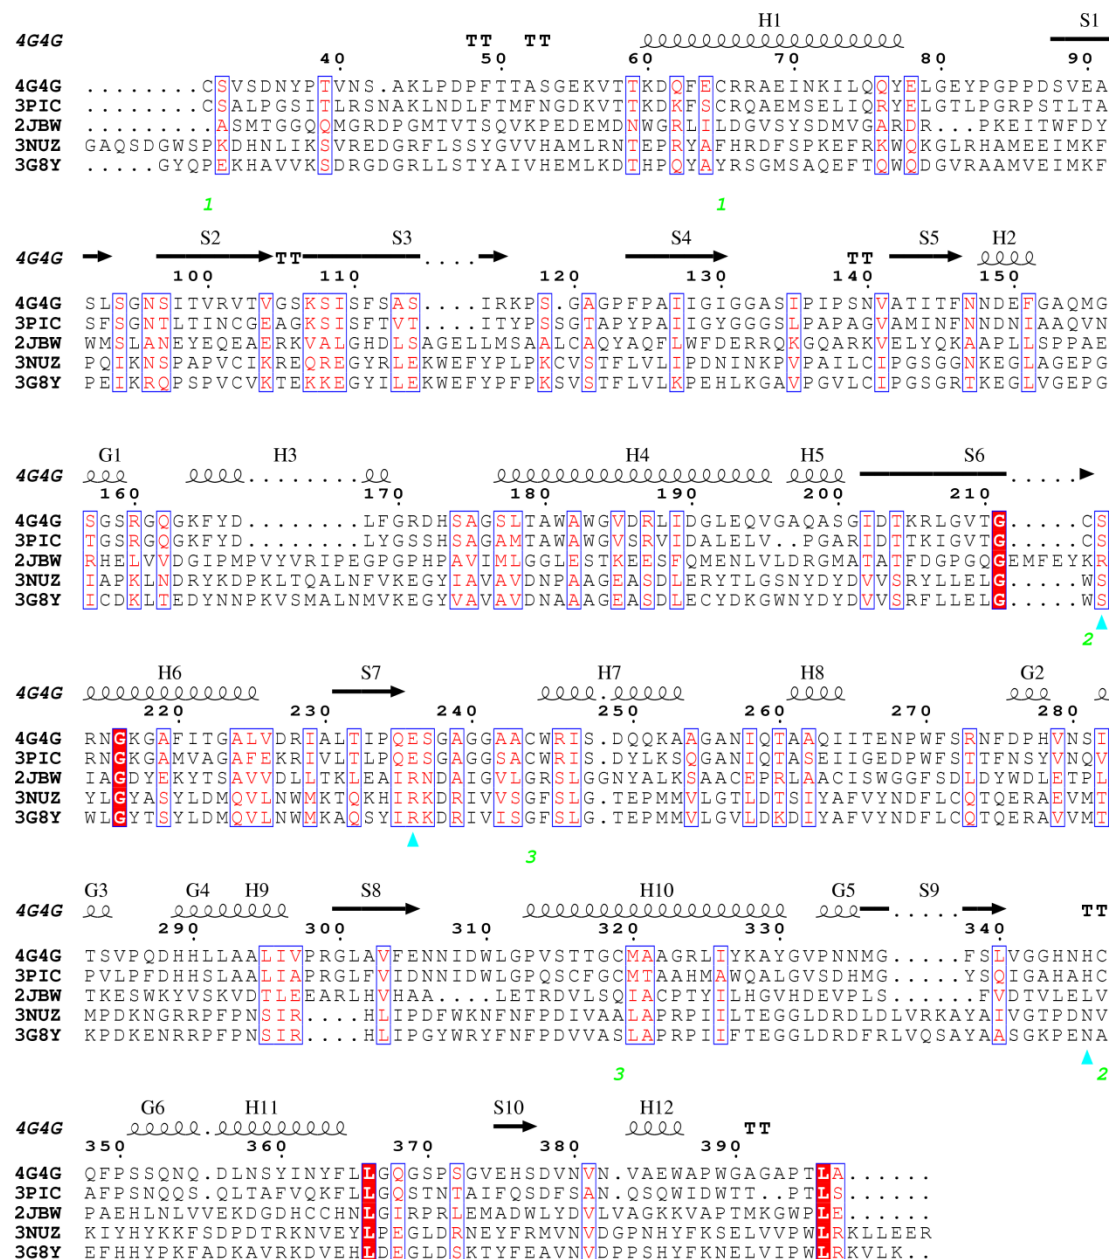 H1 S1
4G4G TT TT
40 50 60 70 80 90
4G4G ........CSVSDNYPTVNS.AKLPDPFTTASGEKVTTKDQFECRRAEINKILQQYELGEYPGPPDSVEA
3PIC ........CSALPGSITLRSNAKLNDLFTMFNGDKVTTKDKFSCRQAEMSELIQRYELGTLPGRPSTLTA
2JBW .........ASMTGGQQMGRDPGMTVTSQVKPEDEMDNWGRLILDGVSYSDMVGARDR...PKEITWFDY
3NUZ GAQSDGWSPKDHNLIKSVREDGRFLSSYGVVHAMLRNTEPRYAFHRDFSPKEFRKWQGKLRHAMEEIMKF
3G8Y .....GYQPEKHAVVKSDRGDGRFLSTYAIVHEMLKDTHPQYAYRSGMSAQEFTQWQDGVRAAMEIMKF
1 1
S2 S3 S4 S5 H2
4G4G TT .... TT
100 110 120 130 140 150
4G4G SLSGNSITVRVTVGSKSISFSAS....IRKPS.GAGPFPAIIGIGGASIPIPSNVATITFNNDEFGAQMG
3PIC SFSGNTLTINCGEAGKSISFTVT....ITYPSSGTAPYPAIIGYGGGSLPAPAGVAMINFNNDNIAAQVN
2JBW WMSLANEYEQEAERKVALGHDLSAGELLMSAALCAQYAQFLWFDERRQKGQARKVELYQKAAPLLSPPAE
3NUZ PQIKNSPAPVCIKREQREGYRLEKWEFYPLPKCVSTFLVLIPDNINKPVPAILCIPGSGGNKEGLAGEPG
3G8Y PEIKRQPSPVCVKTEKKEGYRLEKWEFYPFPKSVSTFLVLKPEHLKGAVPGVLCIPGSGRTKEGLVGEPG
G1 H3 H4 H5 S6
4G4G ......... .....
160 170 180 190 200 210
4G4G SGSRGQGKFYD.........LFGRDHSAGSLTAWAWGVDRLIDGLEQVGAQASGIDTKRLGVTG.....CS
3PIC TGSRGQGKFYD.........LYGSSHSAGAMTAWAWGVSRVIDALELV..PGARIDTTKIGVTG.....CS
2JBW RHELVVDGIPMPVYVRIPEGPGPHPAVIMLGGLESTKEESFQMENLVLDRGMATATFDGPGQGEMFEYKR
3NUZ IAPKLNDRYKDPKLTQALNFVKEGYIAVAVDNPAAGEASDLERYTLGSNYDYDVVSRYLLELG.....WS
3G8Y ICDKLTEDYNNPKVSMALNMVKEGYVAVAVDNAAAGEASDLECYDKGWNYDYDVVSRFLLELG.....WS
2
H6 S7 H7 H8 G2
4G4G .
220 230 240 250 260 270 280
4G4G RNGKGAFITGALVDRIALTIPQESGAGGAACWRIS.DQQKAAGANIQTAAQIITENPWFSRNFDPHVNSI
3PIC RNGKGAMVAGAFEKRIVLTIPQESGAGGSACWRIS.DYLKSQGANIQTASEIIGEDPWFSTTFNSYVNQV
2JBW IAGDYEKYTSAVVDLLTKLEAIRNDAIGVLGRSLGGNYALKSAACEPRLAACISWGGFSDLDYWDLETPL
3NUZ YLGYASYLDMQVLNWMKTQKHIRKDRIVVSGFSLG.TEPMMVLGTLDTSIYAFVYNDFLCQTQERAEVMT
3G8Y WLGYTSYLDMQVLNWMKAQSYIRKDRIVISGFSLG.TEPMMVLGVLDKDIYAFVYNDFLCQTQERAVVMT
3
G3 G4 H9 S8 H10 G5 S9
4G4G ..... TT
290 300 310 320 330 340
4G4G TSVPQDHHLLAALIVPRGLAVFENNIDWLGPVSTTGCMAAGRLIYKAYGVPNNMG.....FSLVGGHNHC
3PIC PVLPFDHHSLAALIAPRGLFVIDNNIDWLGPQSCFGCMTAAHMAWQALGVSDHMG.....YSQIGAHAHC
2JBW TKESWKYVSKVDTLEEARLHVHAA....LETRDVLSQIACPTYILHGVHDEVPLS......FVDTVLELV
3NUZ MPDKNGRRPFPNSIR....HLIPDFWKNFNFPDIVAALAPRPIILTEGGLDRDLDLVRKAYAIVGTPDNV
3G8Y KPDKENRRPFPNSIR....HLIPGYWRYFNFPDVVASLAPRPIIFTEGGLDRDFRLVQSAYAASGKPENA
3 2
G6 H11 S10 H12
4G4G . TT
350 360 370 380 390
4G4G QFPSSQNQ.DLNSYINYFLLGQGSPSGVEHSDVNVN.VAEWAPWGAGAPTLA......
3PIC AFPSNQQS.QLTAFVQKFLLGQSTNTAIFQSDFSAN.QSQWIDWTT..PTLS......
2JBW PAEHLNLVVEKDGDHCCHNLGIRPRLEMADWLYDVLVAGKKVAPTMKGWPLE......
3NUZ KIYHYKKFSDPDTRKNVEYLPEGLDRNEYFRMVNVDGPNHYFKSELVVPWLRKLLEER
3G8Y EFHHYPKFADKAVRKDVEHLDEGLDSKTYFEAVNVDPPSHYFKNELVIPWLRKVLK..